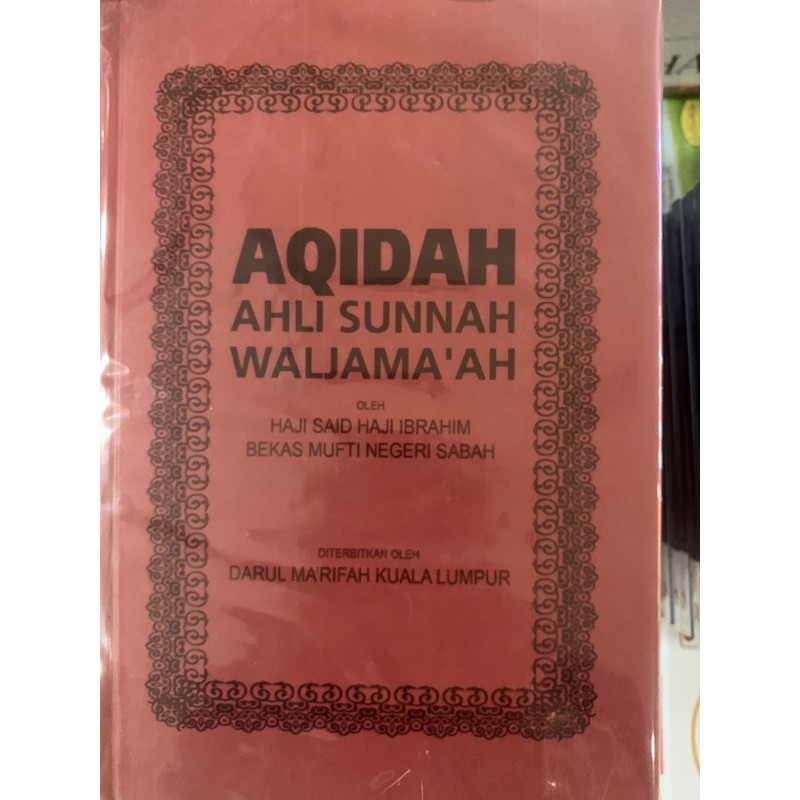 AQIDAH
AHLI SUNNAH
WALJAMA'AH
OLEH
HAJI SAID HAJI IBRAHIM
BEKAS MUFTI NEGERI SABAH
DITERBITKAN OLEH
DARUL MA'RIFAH KUALA LUMPUR